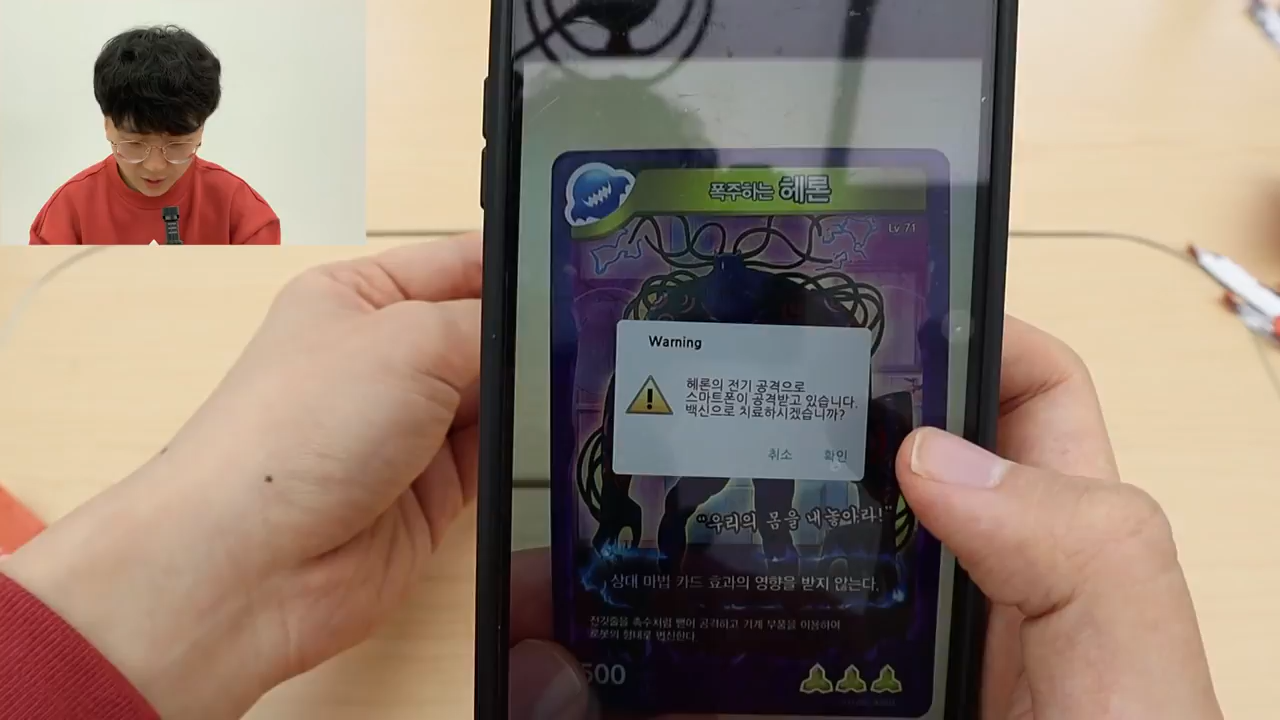 폭주하는 헤론
Lv 71
Warning
헤론의 전기 공격으로
스마트폰이 공격받고 있습니다.
백신으로 치료하시겠습니까?
취소 확인
"우리의 몸을 내놓아라!"
상대 마법 카드 효과의 영향을 받지 않는다.
전깃줄을 촉수처럼 뻗어 공격하고 기계 부품을 이용하여
로봇의 형태로 변신한다.
500